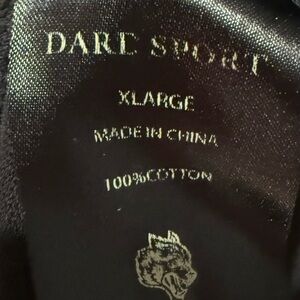 DARE SPORT
XLARGE
MADE IN CHINA
100%COTTON